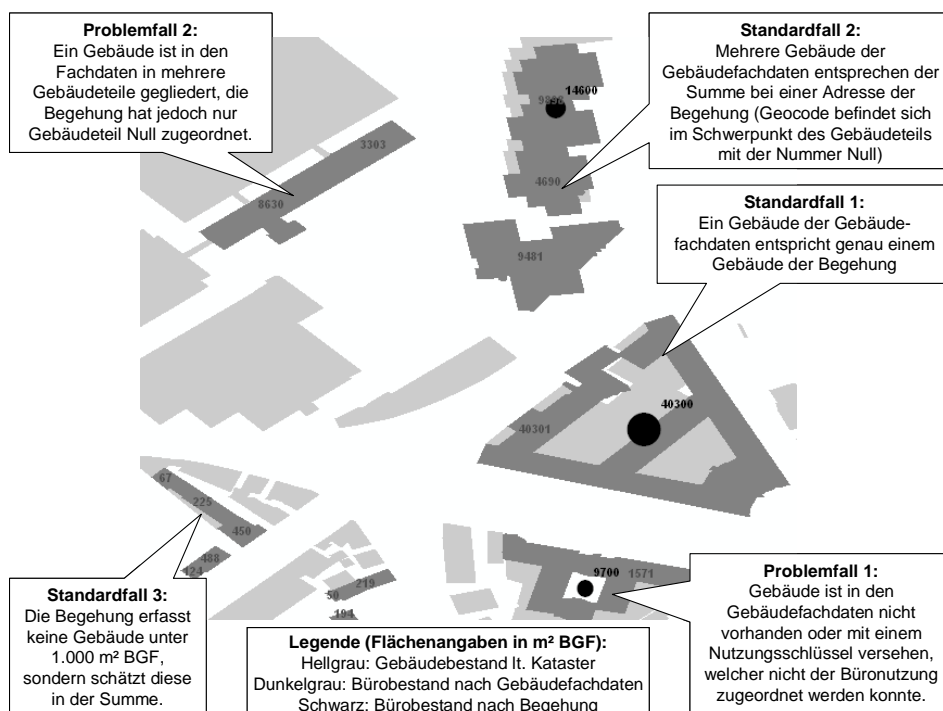 Problemfall 2:
Ein Gebäude ist in den
Fachdaten in mehrere
Gebäudeteile gegliedert, die
Begehung hat jedoch nur
Gebäudeteil Null zugeordnet.
Standardfall 2:
Mehrere Gebäude der
Gebäudefachdaten entsprechen der
Summe bei einer Adresse der
Begehung (Geocode befindet sich
im Schwerpunkt des Gebäudeteils
mit der Nummer Null)
14600
3303
4690
8630
Standardfall 1:
Ein Gebäude der Gebäude-
fachdaten entspricht genau einem
Gebäude der Begehung
9481
40300
40301
67
225
450
488
124
219
50
194
9700
1571
Standardfall 3:
Die Begehung erfasst
keine Gebäude unter
1.000 m² BGF,
sondern schätzt diese
in der Summe.
Legende (Flächenangaben in m² BGF):
Hellgrau: Gebäudebestand lt. Kataster
Dunkelgrau: Bürobestand nach Gebäudefachdaten
Schwarz: Bürobestand nach Begehung
Problemfall 1:
Gebäude ist in den
Gebäudefachdaten nicht
vorhanden oder mit einem
Nutzungsschlüssel versehen,
welcher nicht der Büronutzung
zugeordnet werden konnte.